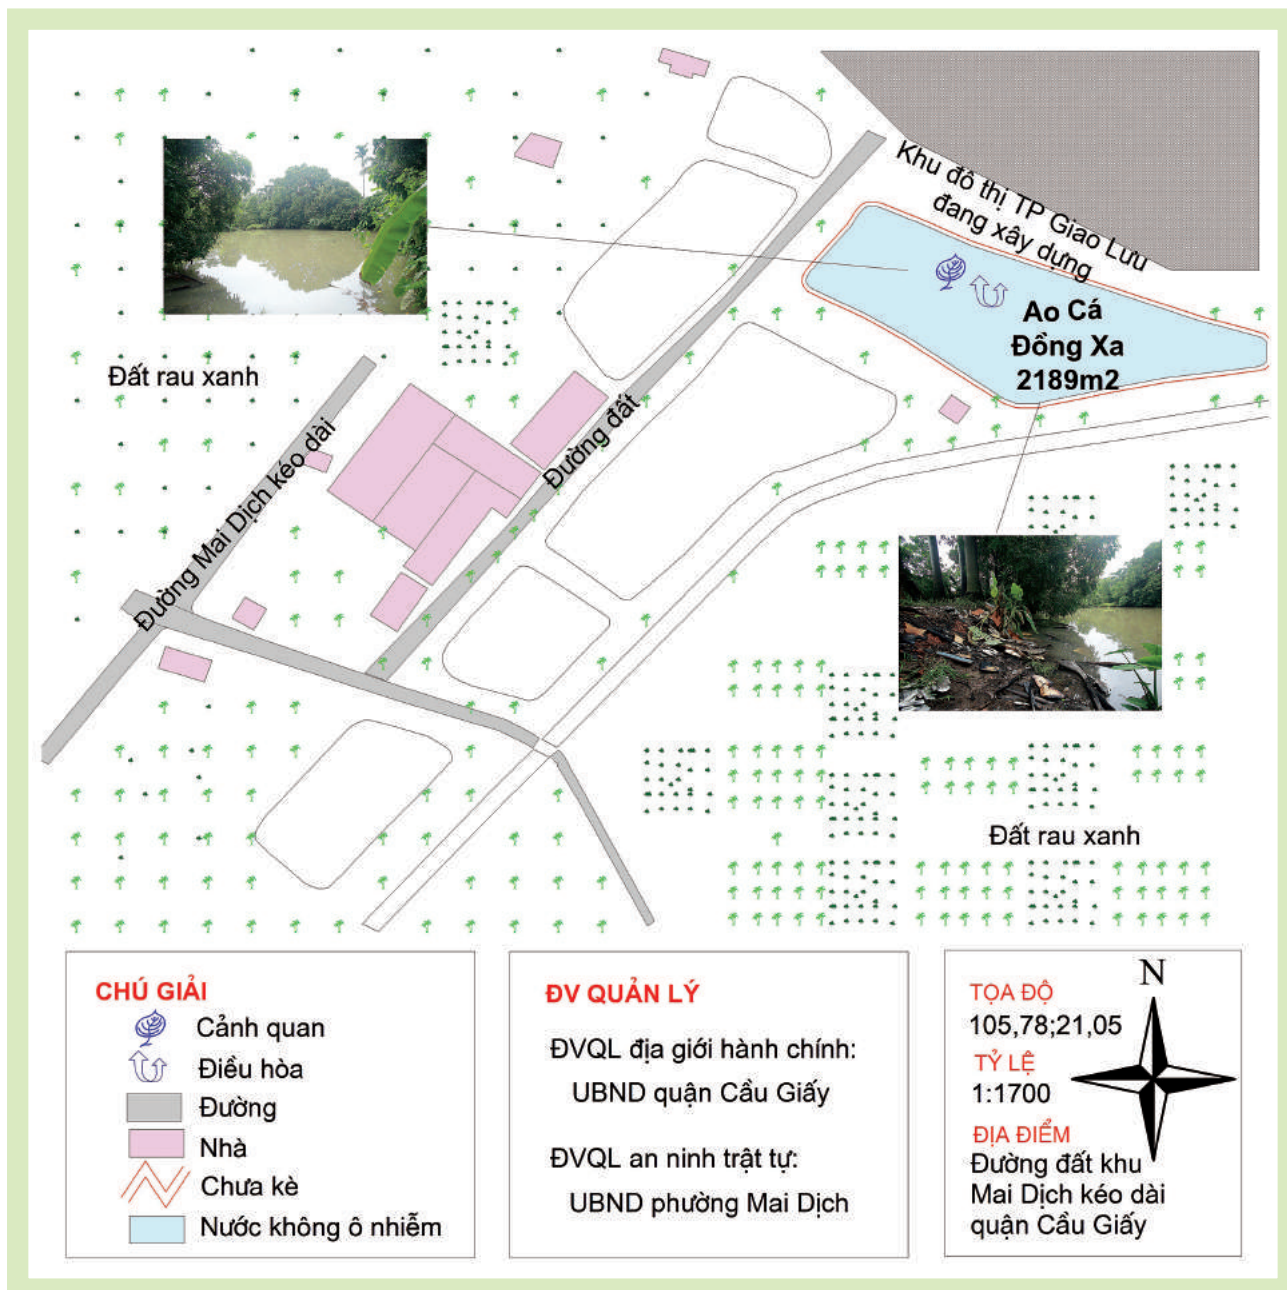 Khu đô thị TP Giao Lưu
đang xây dựng
Ao Cá
Đồng Xa
2189m2
Đất rau xanh
Đường Mai Dịch kéo dài
Đường đất
Đất rau xanh
CHÚ GIẢI
Cảnh quan
Điều hòa
Đường
Nhà
Chưa kè
Nước không ô nhiễm
ĐV QUẢN LÝ
ĐVQL địa giới hành chính:
UBND quận Cầu Giấy
ĐVQL an ninh trật tự:
UBND phường Mai Dịch
N
TỌA ĐỘ
105,78;21,05
TỶ LỆ
1:1700
ĐỊA ĐIỂM
Đường đất khu
Mai Dịch kéo dài
quận Cầu Giấy